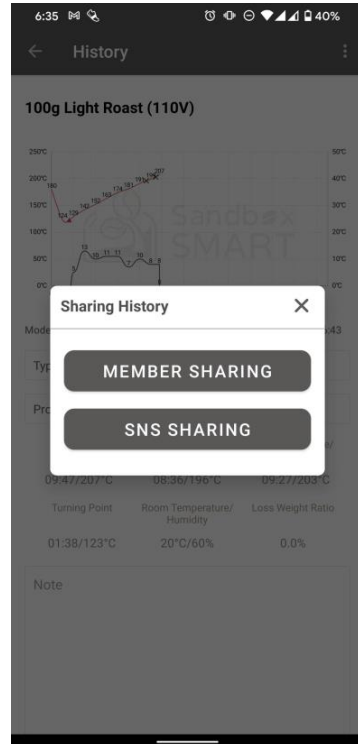 6:35 40%
History
100g Light Roast (110V)
250°C 50°C
200°C 40°C
150°C 30°C
100°C 20°C
50°C 10°C
0°C 0°C
Sandbox
SMART
Sharing History
MEMBER SHARING
SNS SHARING
09:47/207°C 08:36/196°C 09:27/203°C
Turning Point Room Temperature/ Loss Weight Ratio
Humidity
01:38/123°C 20°C/60% 0.0%
Note